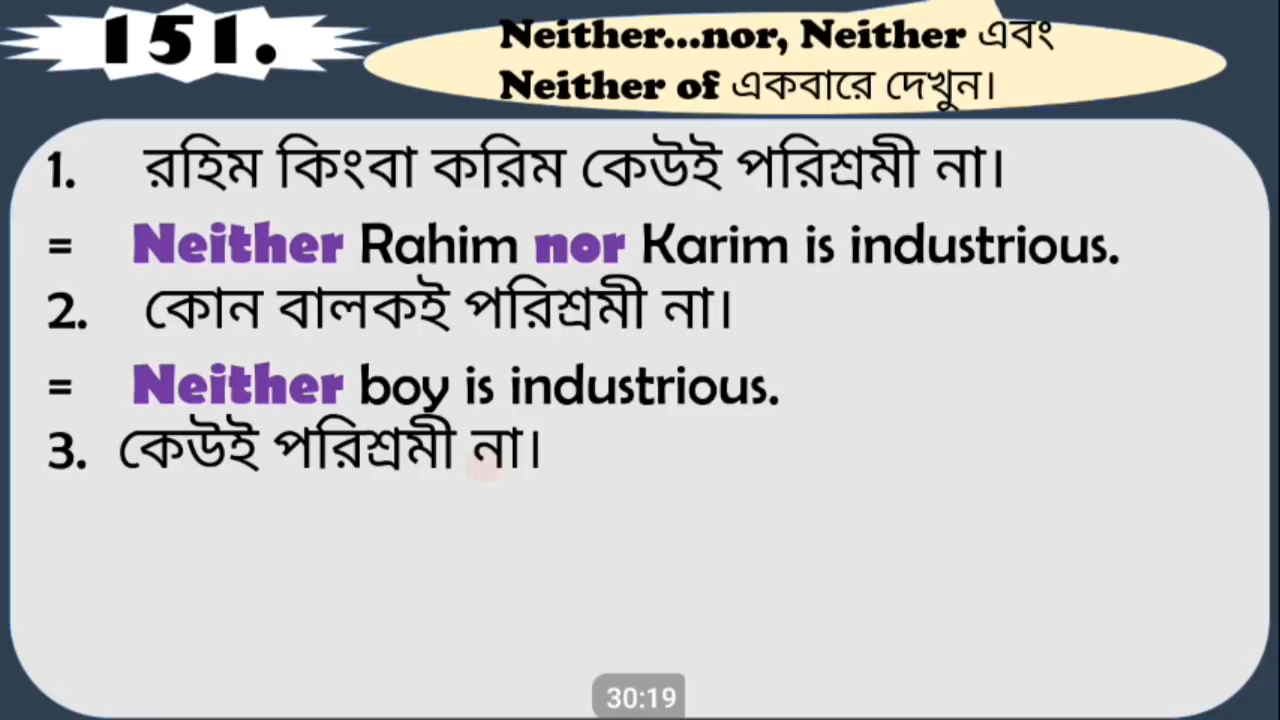 151.
Neither...nor, Neither এবং
Neither of একবারে দেখুন।
1. রহিম কিংবা করিম কেউই পরিশ্রমী না।
= Neither Rahim nor Karim is industrious.
2. কোন বালকই পরিশ্রমী না।
= Neither boy is industrious.
3. কেউই পরিশ্রমী না।
30:19